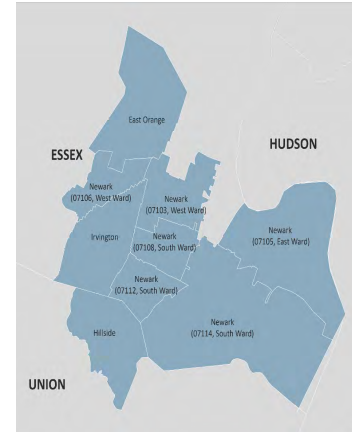 East Orange
HUDSON
ESSEX
Newark
(07106, West Ward)
Newark
(07103, West Ward)
Newark
(07105, East Ward)
Irvington
Newark
(07108, South Ward)
Newark
(07112, South Ward)
Newark
(07114, South Ward)
Hillside
UNION